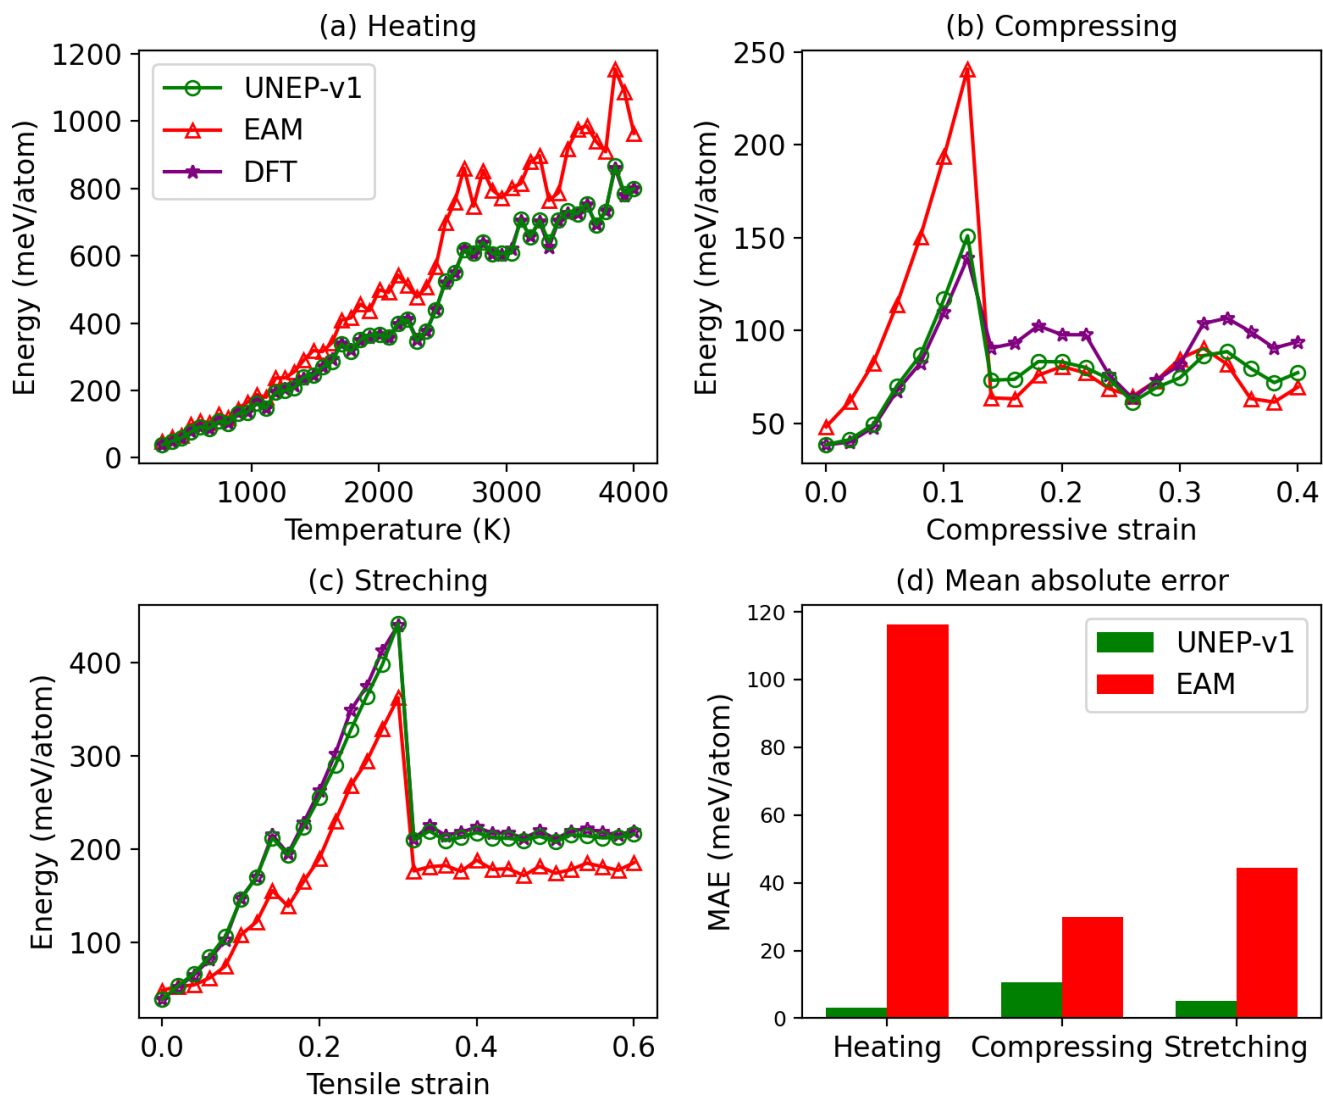 (a) Heating
1200
1000
800
600
400
200
0
Energy (meV/atom)
UNEP-v1
EAM
DFT
1000 2000 3000 4000
Temperature (K)
(b) Compressing
250
200
150
100
50
Energy (meV/atom)
0.0 0.1 0.2 0.3 0.4
Compressive strain
(c) Streching
400
300
200
100
Energy (meV/atom)
0.0 0.2 0.4 0.6
Tensile strain
(d) Mean absolute error
120
100
80
60
40
20
0
MAE (meV/atom)
UNEP-v1
EAM
Heating Compressing Stretching